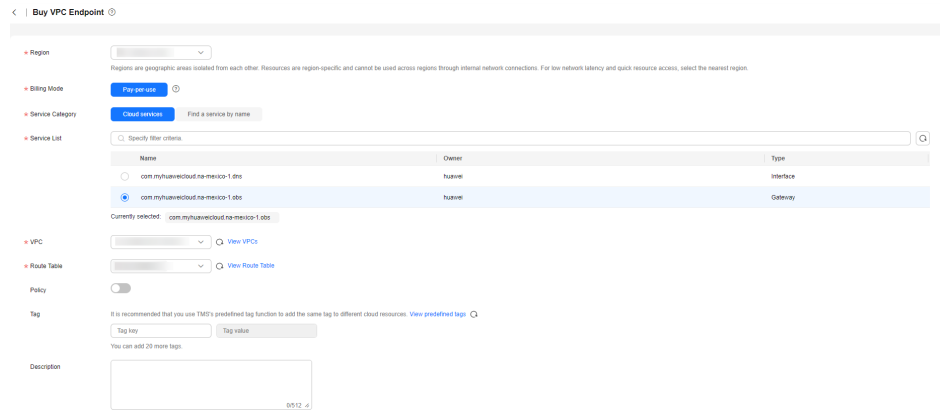 Buy VPC Endpoint
* Region
Regions are geographic areas isolated from each other. Resources are region-specific and cannot be used across regions through internal network connections. For low network latency and quick resource access, select the nearest region.
* Billing Mode Pay-per-use
* Service Category Cloud services Find a service by name
* Service List Specify filter criteria.
Name Owner Type
com.myhuaweicloud.na-mexico-1.dns huawei Interface
com.myhuaweicloud.na-mexico-1.obs huawei Gateway
Currently selected: com.myhuaweicloud.na-mexico-1.obs
* VPC View VPCs
* Route Table View Route Table
Policy
Tag It is recommended that you use TMS's predefined tag function to add the same tag to different cloud resources. View predefined tags
Tag key Tag value
You can add 20 more tags.
Description
0/512